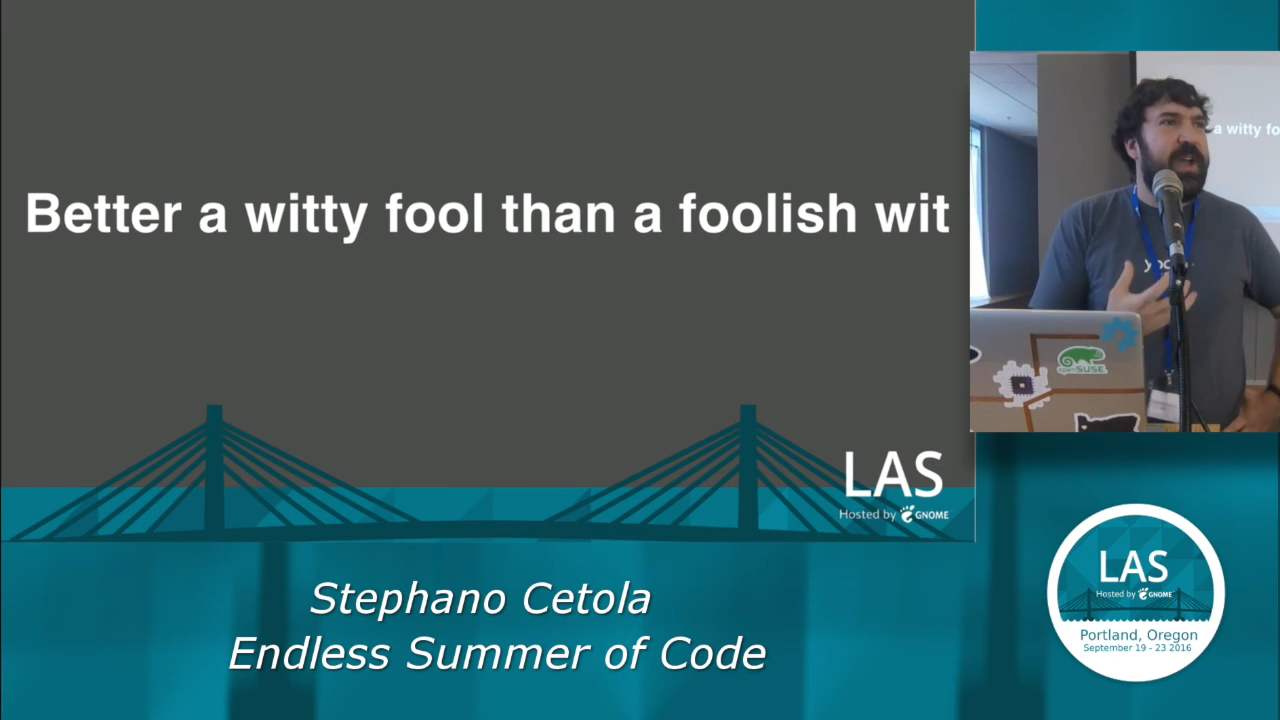 Better a witty fool than a foolish wit
a witty fo
openSUSE
LAS
Hosted by GNOME
Stephano Cetola
Endless Summer of Code
LAS
Hosted by GNOME
Portland, Oregon
September 19 - 23 2016